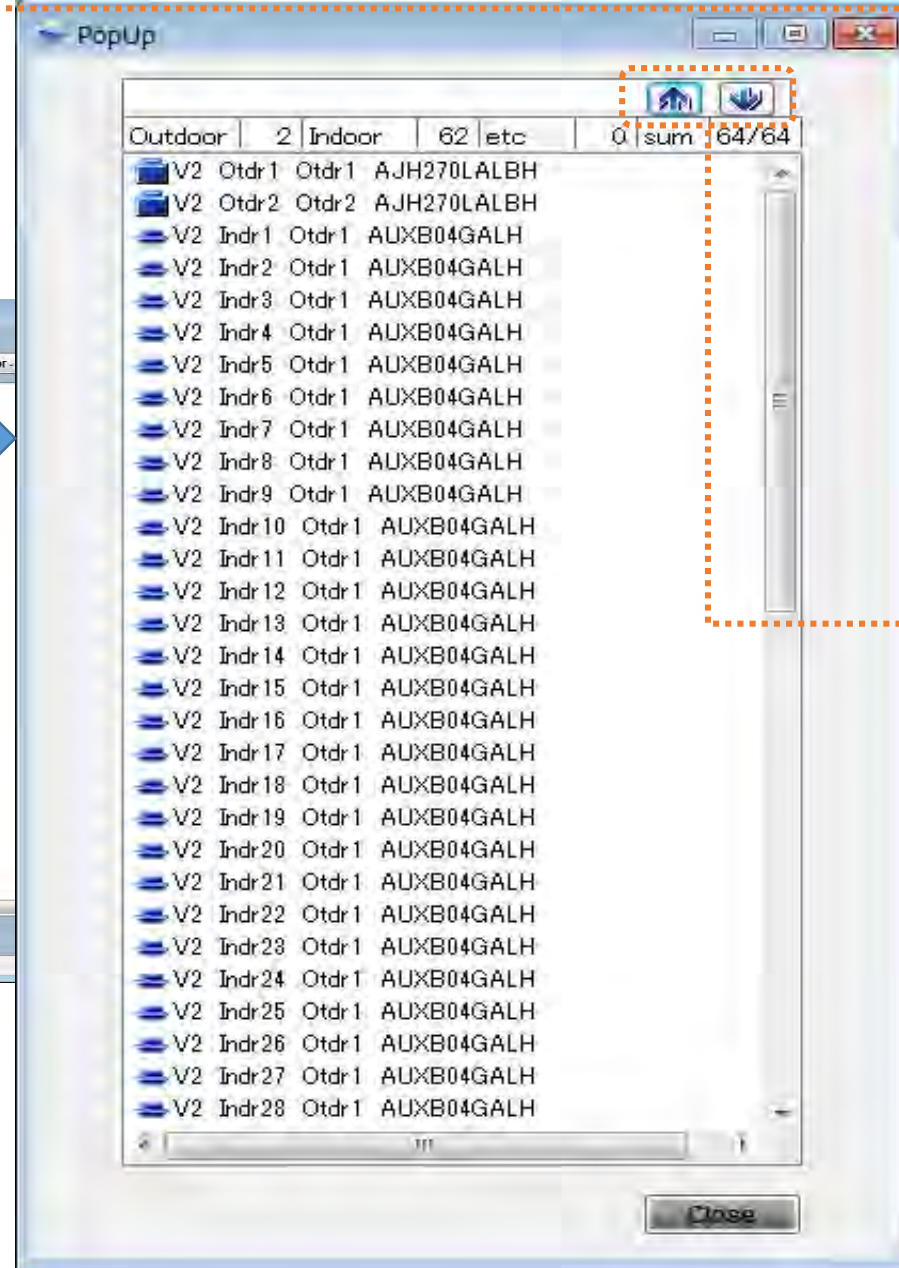 PopUp
Outdoor 2 Indoor 62 etc 0 sum 64/64
V2 Otdr1 Otdr1 AJH270LALBH
V2 Otdr2 Otdr2 AJH270LALBH
V2 Indr1 Otdr1 AUXB04GALH
V2 Indr2 Otdr1 AUXB04GALH
V2 Indr3 Otdr1 AUXB04GALH
V2 Indr4 Otdr1 AUXB04GALH
V2 Indr5 Otdr1 AUXB04GALH
V2 Indr6 Otdr1 AUXB04GALH
V2 Indr7 Otdr1 AUXB04GALH
V2 Indr8 Otdr1 AUXB04GALH
V2 Indr9 Otdr1 AUXB04GALH
V2 Indr10 Otdr1 AUXB04GALH
V2 Indr11 Otdr1 AUXB04GALH
V2 Indr12 Otdr1 AUXB04GALH
V2 Indr13 Otdr1 AUXB04GALH
V2 Indr14 Otdr1 AUXB04GALH
V2 Indr15 Otdr1 AUXB04GALH
V2 Indr16 Otdr1 AUXB04GALH
V2 Indr17 Otdr1 AUXB04GALH
V2 Indr18 Otdr1 AUXB04GALH
V2 Indr19 Otdr1 AUXB04GALH
V2 Indr20 Otdr1 AUXB04GALH
V2 Indr21 Otdr1 AUXB04GALH
V2 Indr22 Otdr1 AUXB04GALH
V2 Indr23 Otdr1 AUXB04GALH
V2 Indr24 Otdr1 AUXB04GALH
V2 Indr25 Otdr1 AUXB04GALH
V2 Indr26 Otdr1 AUXB04GALH
V2 Indr27 Otdr1 AUXB04GALH
V2 Indr28 Otdr1 AUXB04GALH
Close